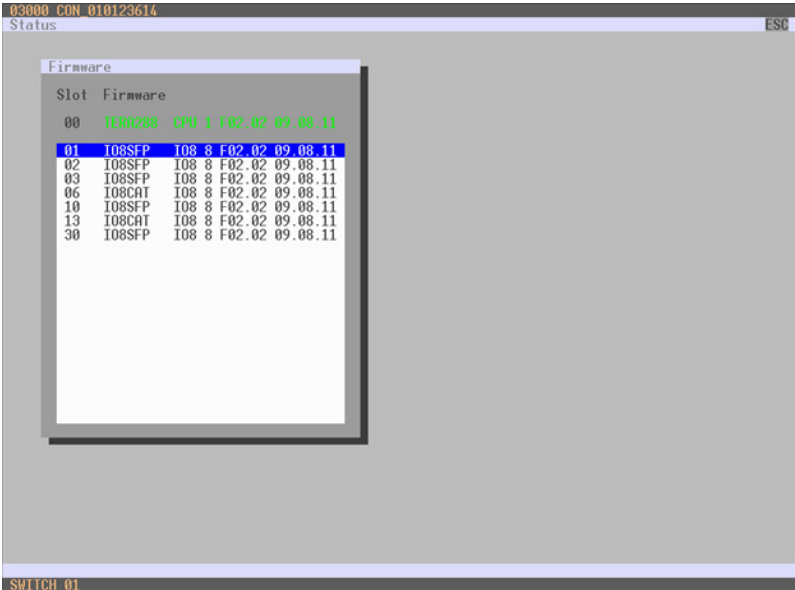 03000 CON_010123614
Status ESC
Firmware
Slot Firmware
00 TERA288 CPU 1 F02.02 09.08.11
01 IO8SFP IO8 8 F02.02 09.08.11
02 IO8SFP IO8 8 F02.02 09.08.11
03 IO8SFP IO8 8 F02.02 09.08.11
06 IO8CAT IO8 8 F02.02 09.08.11
10 IO8SFP IO8 8 F02.02 09.08.11
13 IO8CAT IO8 8 F02.02 09.08.11
30 IO8SFP IO8 8 F02.02 09.08.11
SWITCH 01